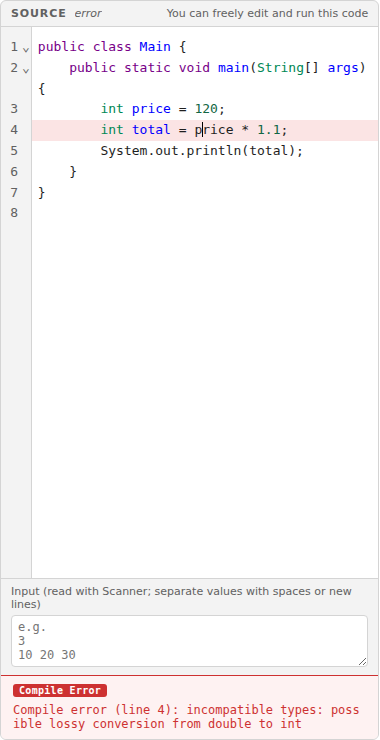 SOURCE error You can freely edit and run this code
1 public class Main {
2     public static void main(String[] args)
{
3         int price = 120;
4         int total = price * 1.1;
5         System.out.println(total);
6     }
7 }
8
Input (read with Scanner; separate values with spaces or new
lines)
e.g.
3
10 20 30
Compile Error
Compile error (line 4): incompatible types: poss
ible lossy conversion from double to int